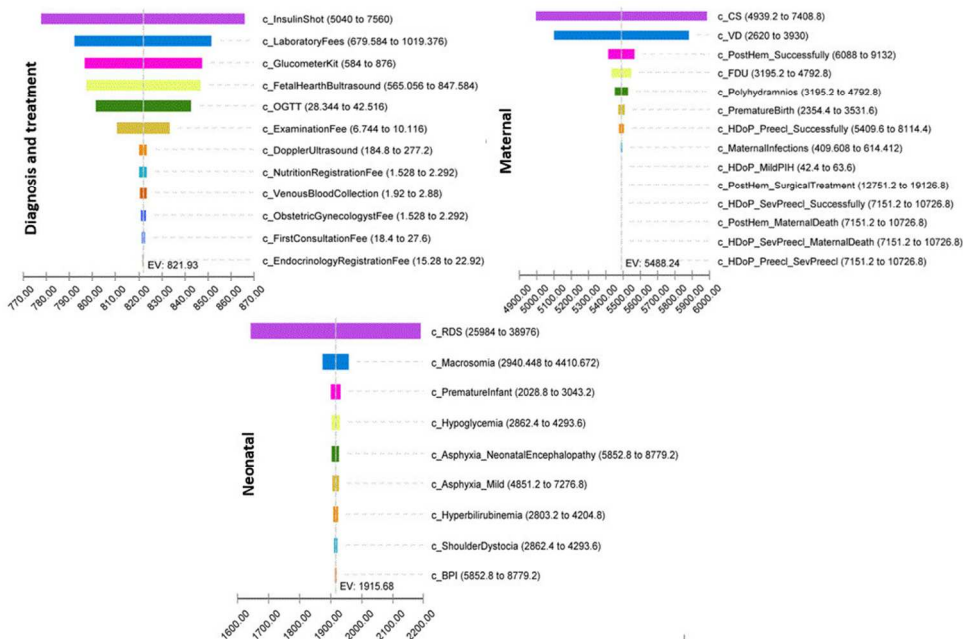 Diagnosis and treatment
c_InsulinShot (5040 to 7560)
c_LaboratoryFees (679.584 to 1019.376)
c_GlucometerKit (584 to 876)
c_FetalHearthBultrasound (565.056 to 847.584)
c_OGTT (28.344 to 42.516)
c_ExaminationFee (6.744 to 10.116)
c_DopplerUltrasound (184.8 to 277.2)
c_NutritionRegistrationFee (1.528 to 2.292)
c_VenousBloodCollection (1.92 to 2.88)
c_ObstetricGynecologystFee (1.528 to 2.292)
c_FirstConsultationFee (18.4 to 27.6)
c_EndocrinologyRegistrationFee (15.28 to 22.92)
EV: 821.93
770.00 780.00 790.00 800.00 810.00 820.00 830.00 840.00 850.00 860.00 870.00
Maternal
c_CS (4939.2 to 7408.8)
c_VD (2620 to 3930)
c_PostHem_Successfully (6088 to 9132)
c_FDU (3195.2 to 4792.8)
c_Polyhydramnios (3195.2 to 4792.8)
c_PrematureBirth (2354.4 to 3531.6)
c_HDoP_Preecl_Successfully (5409.6 to 8114.4)
c_MaternalInfections (409.608 to 614.412)
c_HDoP_MildPIH (42.4 to 63.6)
c_PostHem_SurgicalTreatment (12751.2 to 19126.8)
c_HDoP_SevPreecl_Successfully (7151.2 to 10726.8)
c_PostHem_MaternalDeath (7151.2 to 10726.8)
c_HDoP_SevPreecl_MaternalDeath (7151.2 to 10726.8)
c_HDoP_Preecl_SevPreecl (7151.2 to 10726.8)
EV: 5488.24
4800.00 5000.00 5100.00 5200.00 5300.00 5400.00 5500.00 5600.00 5700.00 5800.00 5900.00 6000.00
Neonatal
c_RDS (25984 to 38976)
c_Macrosomia (2940.448 to 4410.672)
c_PrematureInfant (2028.8 to 3043.2)
c_Hypoglycemia (2862.4 to 4293.6)
c_Asphyxia_NeonatalEncephalopathy (5852.8 to 8779.2)
c_Asphyxia_Mild (4851.2 to 7276.8)
c_Hyperbilirubinemia (2803.2 to 4204.8)
c_ShoulderDystocia (2862.4 to 4293.6)
c_BPI (5852.8 to 8779.2)
EV: 1915.68
1600.00 1700.00 1800.00 1900.00 2000.00 2100.00 2200.00